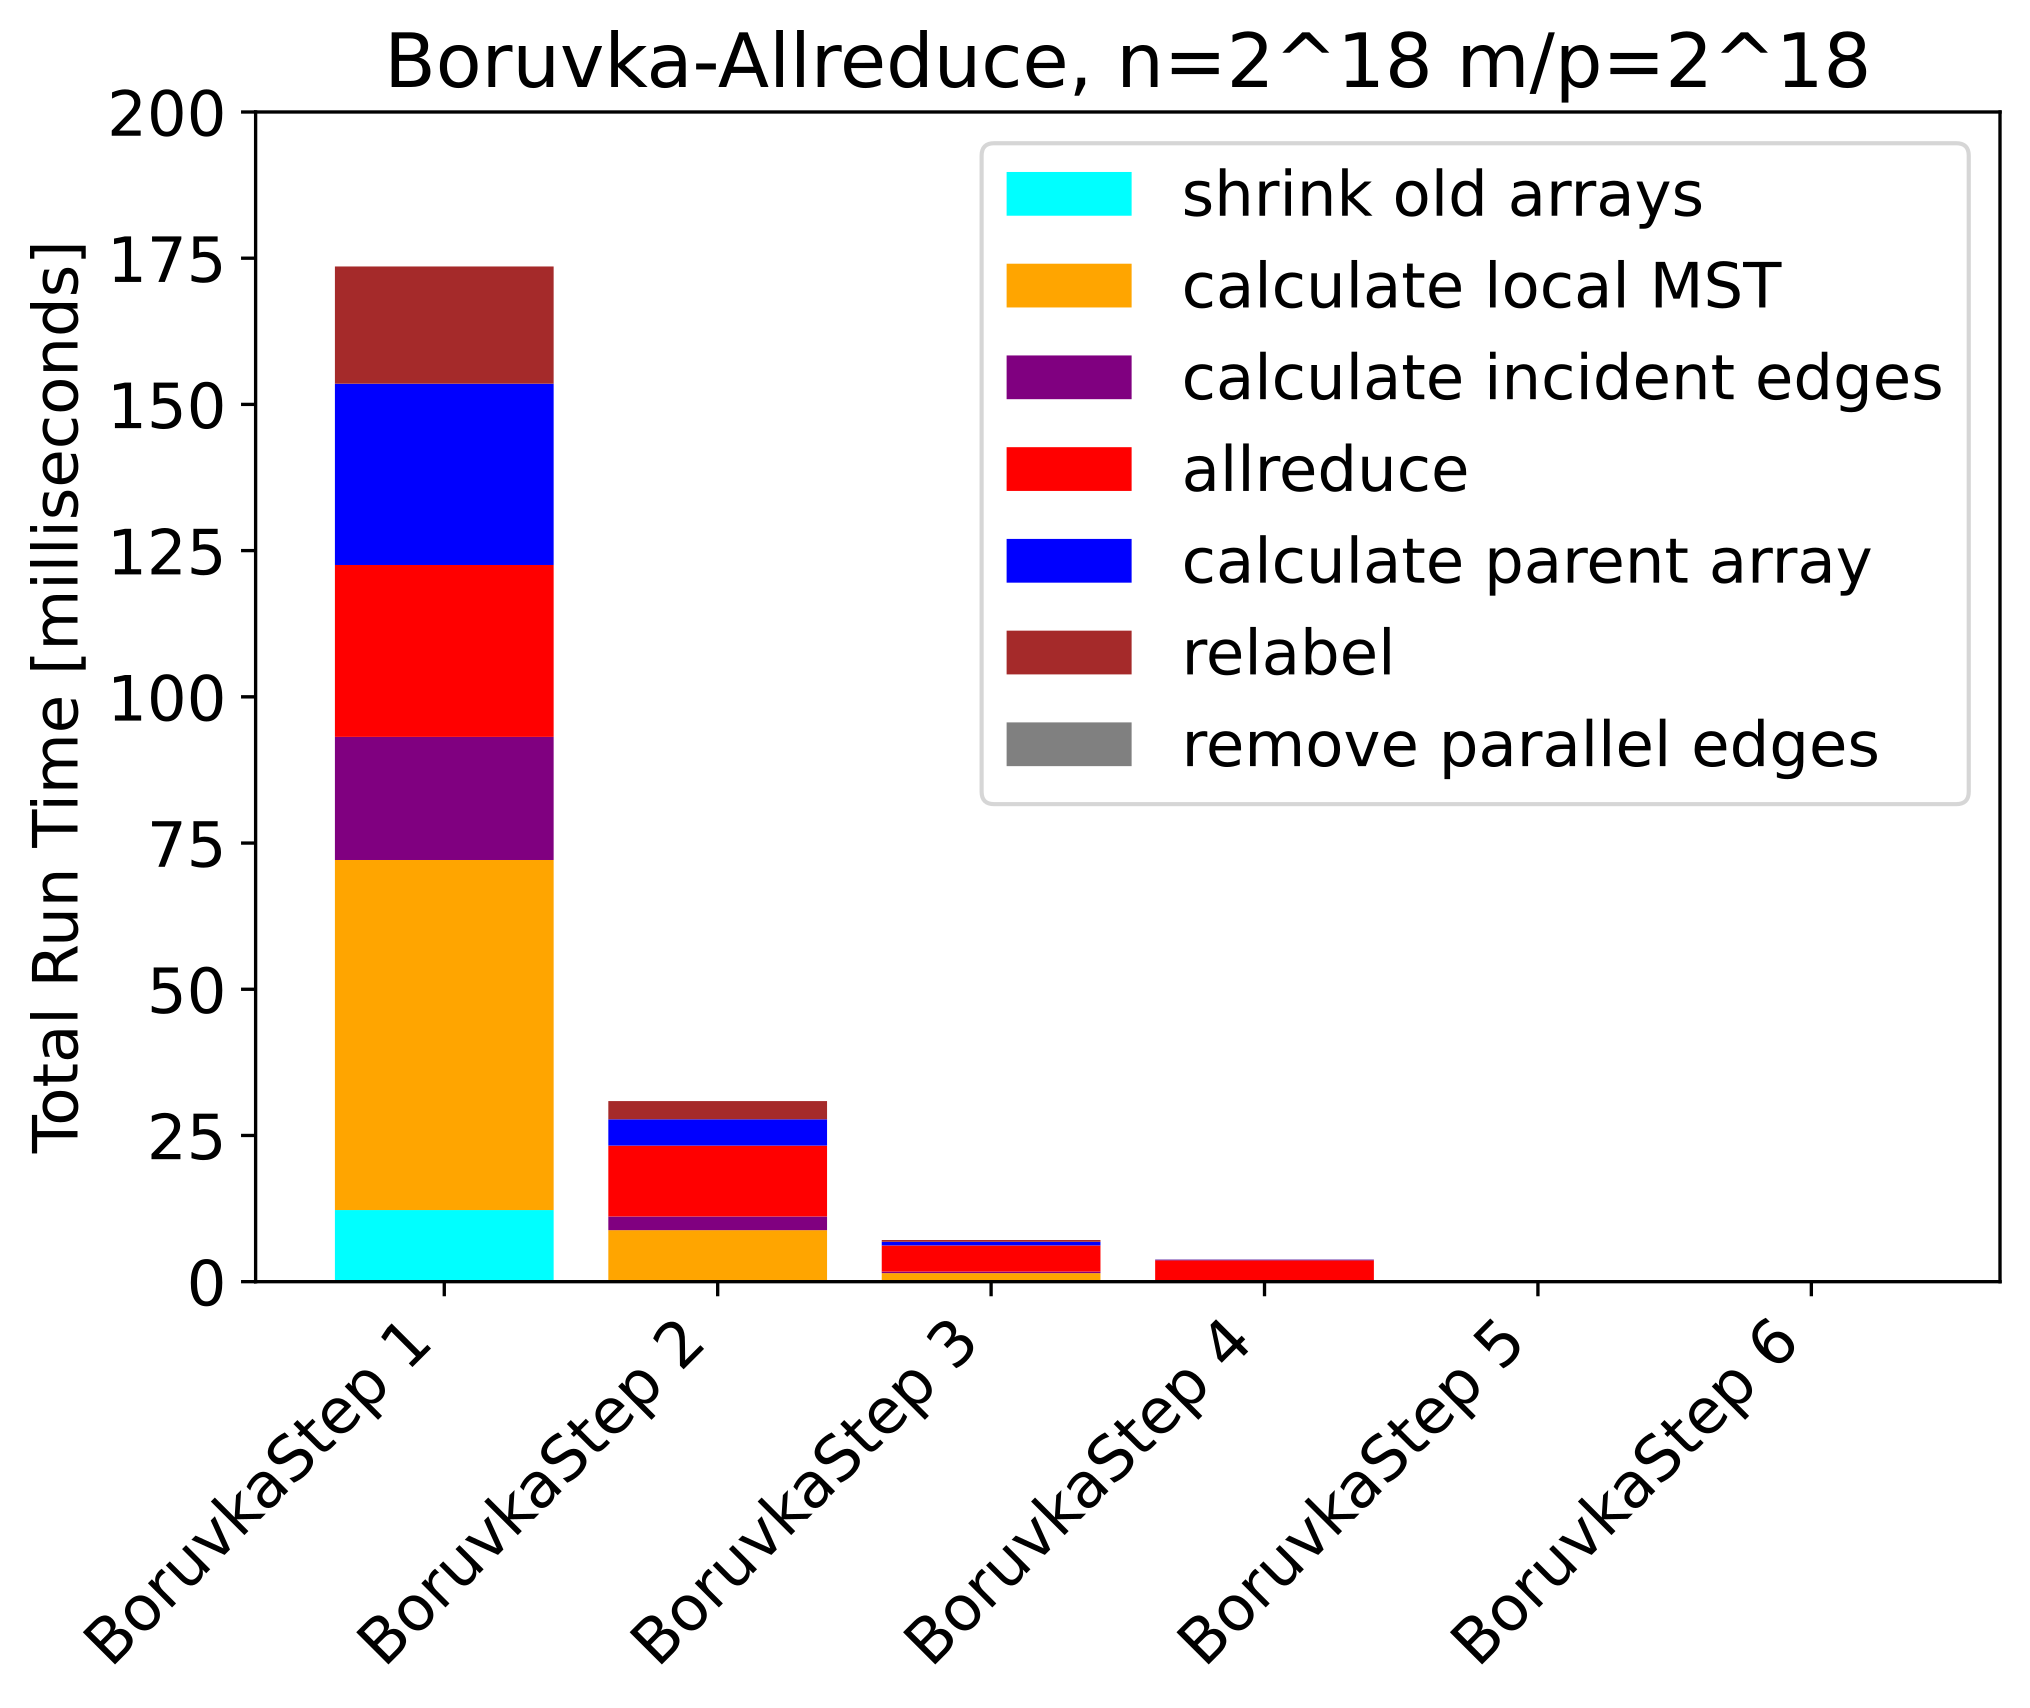 Boruvka-Allreduce, n=2^18 m/p=2^18
Total Run Time [milliseconds]
200
175
150
125
100
75
50
25
0
shrink old arrays
calculate local MST
calculate incident edges
allreduce
calculate parent array
relabel
remove parallel edges
BoruvkaStep 1
BoruvkaStep 2
BoruvkaStep 3
BoruvkaStep 4
BoruvkaStep 5
BoruvkaStep 6